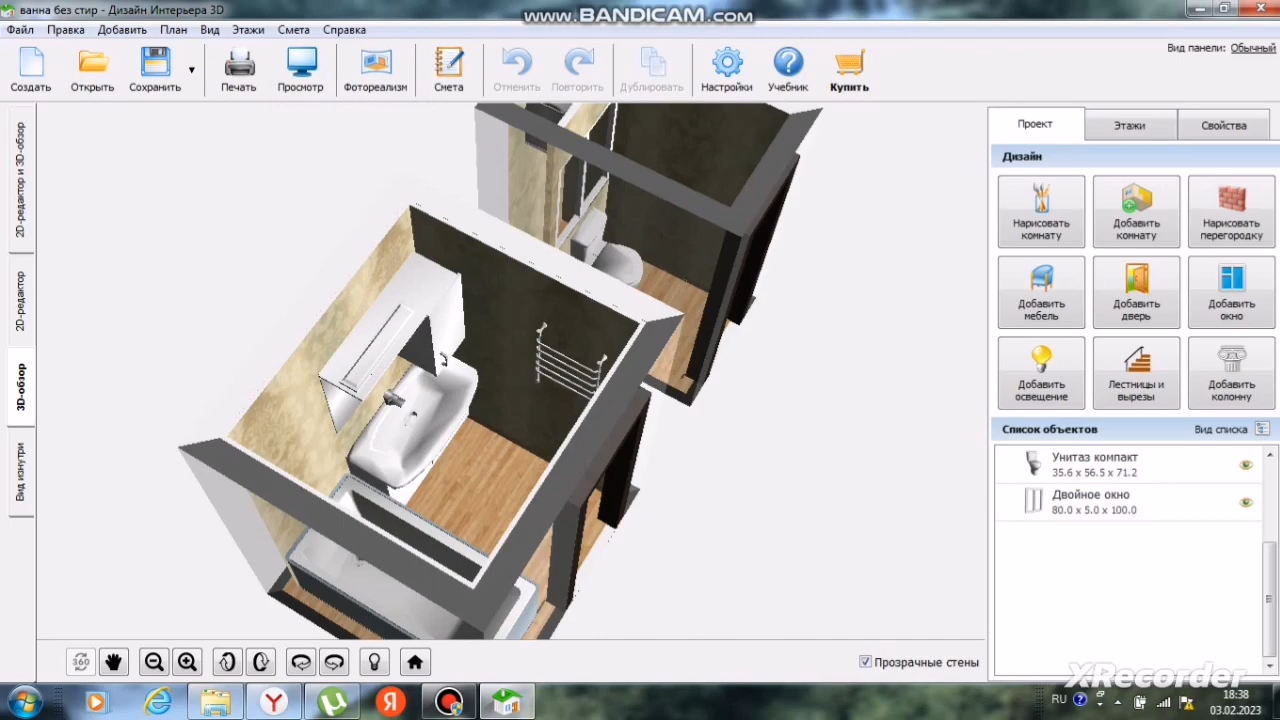 ванна без стир - Дизайн Интерьера 3D
www.BANDICAM.com
Файл Правка Добавить План Вид Этажи Смета Справка
Вид панели: Обычный
Создать Открыть Сохранить Печать Просмотр Фотореализм Смета Отменить Повторить Дублировать Настройки Учебник Купить
2D-редактор и 3D-обзор
2D-редактор
3D-обзор
Вид изнутри
Проект Этажи Свойства
Дизайн
Нарисовать комнату
Добавить комнату
Нарисовать перегородку
Добавить мебель
Добавить дверь
Добавить окно
Добавить освещение
Лестницы и вырезы
Добавить колонну
Список объектов Вид списка
Унитаз компакт
35.6 x 56.5 x 71.2
Двойное окно
80.0 x 5.0 x 100.0
360
Прозрачные стены
XRecorder
RU 18:38
03.02.2023